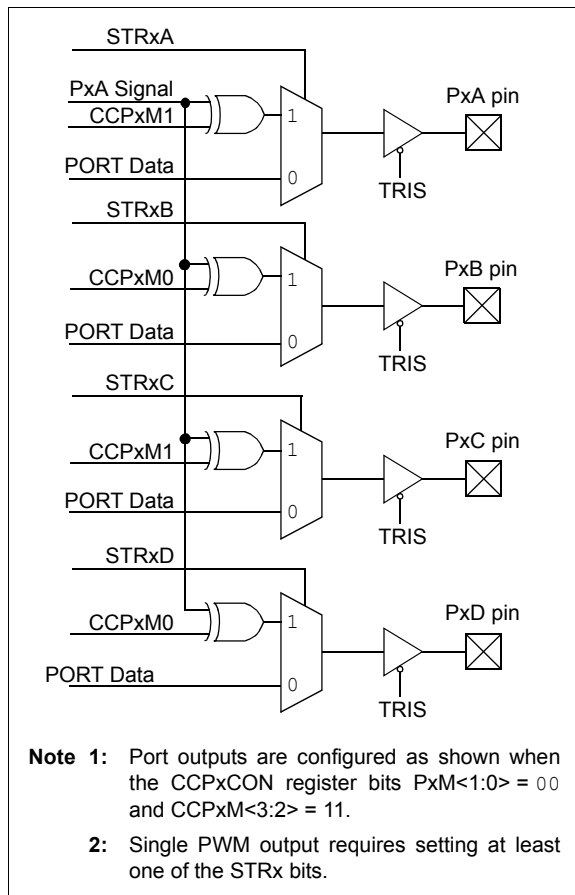 STRxA
PxA Signal
CCPxM1
PORT Data
1
0
PxA pin
TRIS
STRxB
CCPxM0
PORT Data
1
0
PxB pin
TRIS
STRxC
CCPxM1
PORT Data
1
0
PxC pin
TRIS
STRxD
CCPxM0
PORT Data
1
0
PxD pin
TRIS
Note 1: Port outputs are configured as shown when
the CCPxCON register bits PxM<1:0> = 00
and CCPxM<3:2> = 11.
2: Single PWM output requires setting at least
one of the STRx bits.